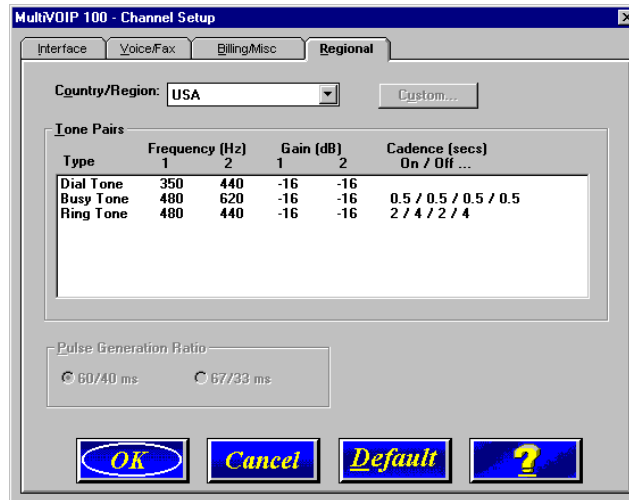 MultiVOIP 100 - Channel Setup
Interface Voice/Fax Billing/Misc Regional
Country/Region: USA Custom...
Tone Pairs
Frequency (Hz) Gain (dB) Cadence (secs)
Type 1 2 1 2 On / Off ...
Dial Tone 350 440 -16 -16
Busy Tone 480 620 -16 -16 0.5 / 0.5 / 0.5 / 0.5
Ring Tone 480 440 -16 -16 2 / 4 / 2 / 4
Pulse Generation Ratio
60/40 ms 67/33 ms
OK Cancel Default ?